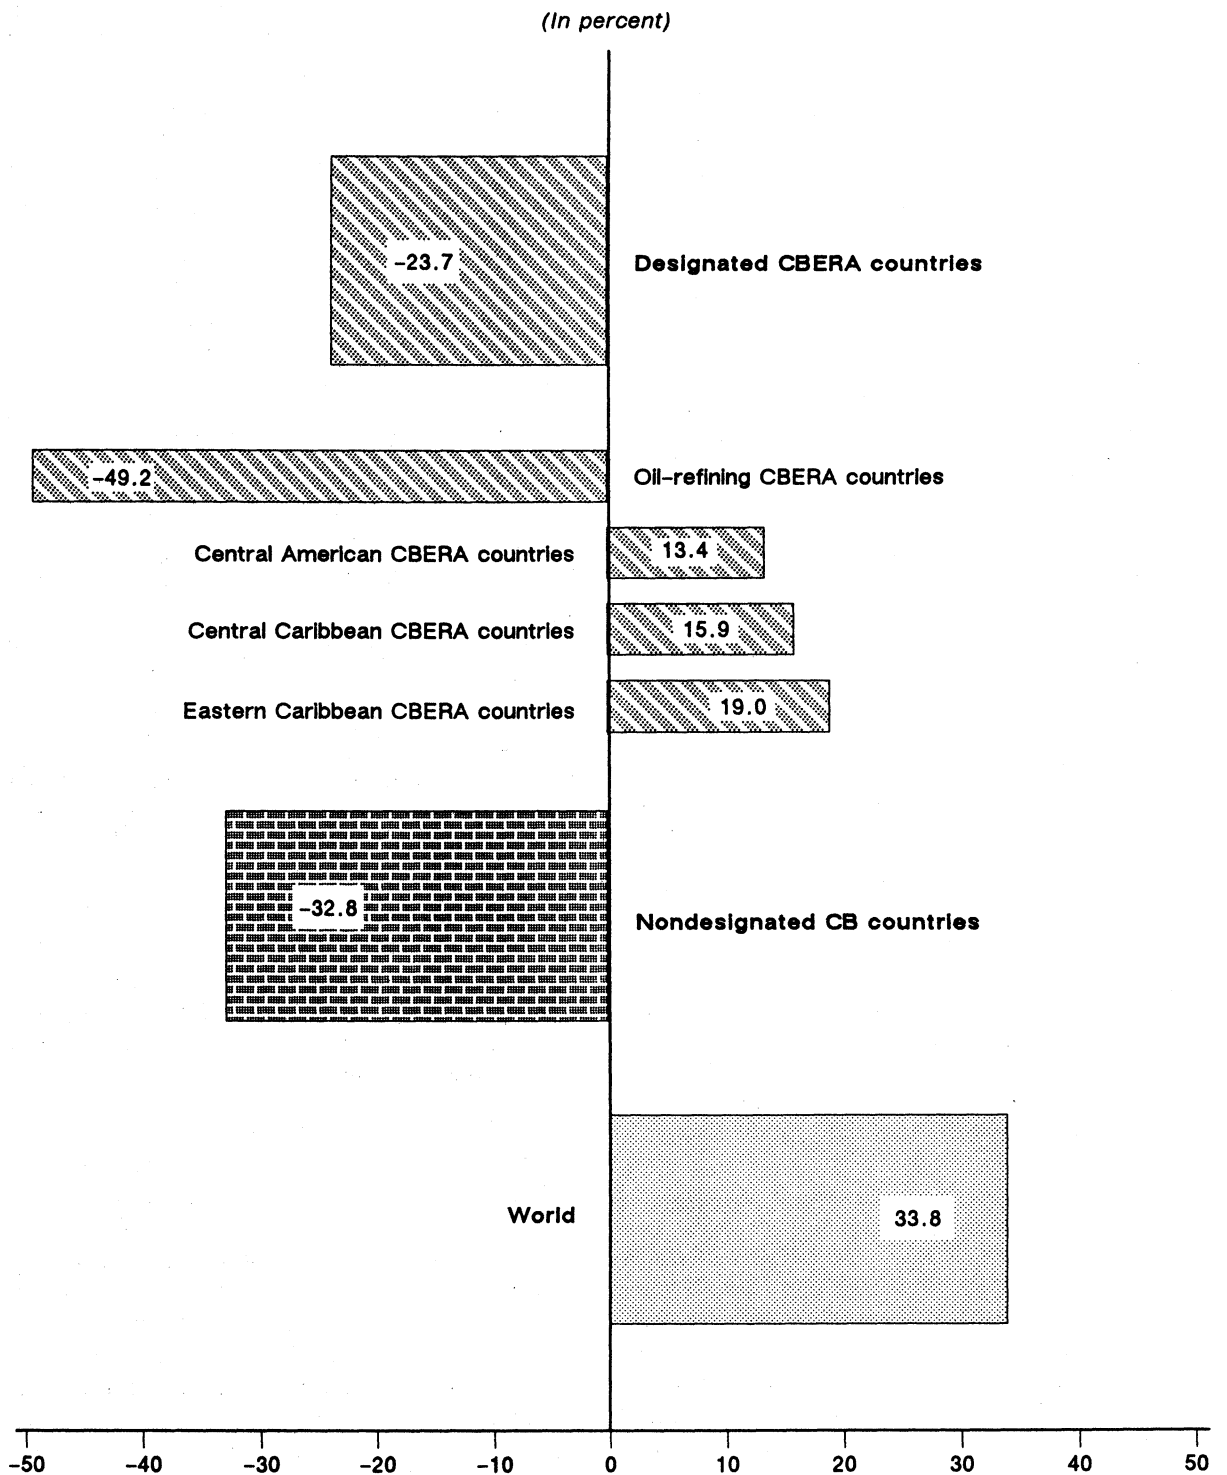 (In percent)
-23.7
Designated CBERA countries
-49.2
Oil-refining CBERA countries
Central American CBERA countries
13.4
Central Caribbean CBERA countries
15.9
Eastern Caribbean CBERA countries
19.0
-32.8
Nondesignated CB countries
World
33.8
-50 -40 -30 -20 -10 0 10 20 30 40 50